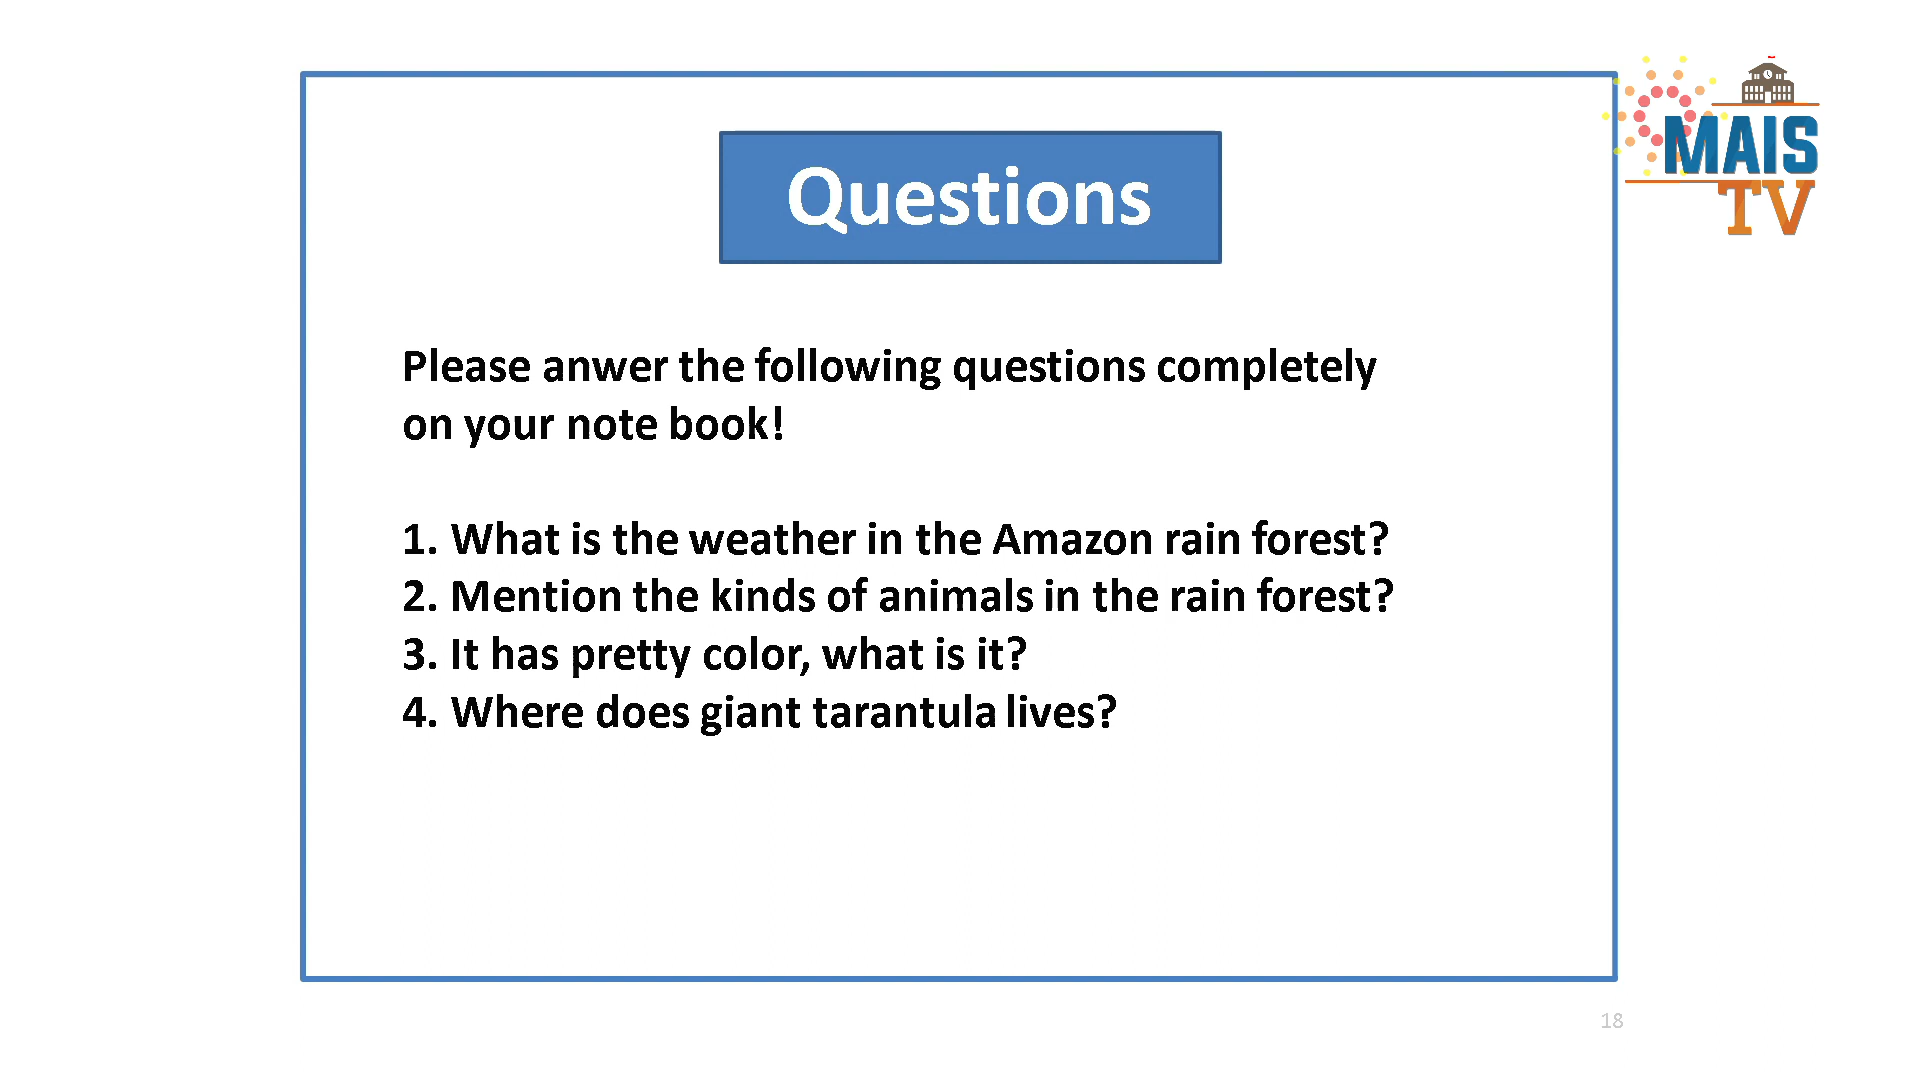 Questions
MAIS
TV
Please anwer the following questions completely
on your note book!
1. What is the weather in the Amazon rain forest?
2. Mention the kinds of animals in the rain forest?
3. It has pretty color, what is it?
4. Where does giant tarantula lives?
18